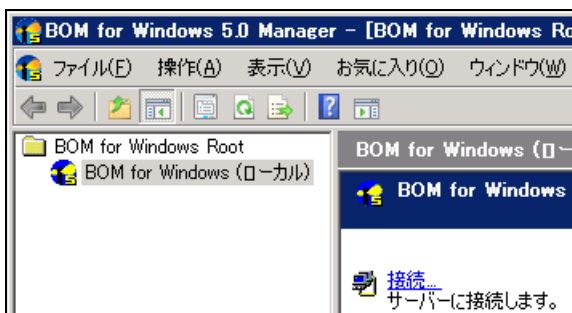 BOM for Windows 5.0 Manager - [BOM for Windows Ro
ファイル(F) 操作(A) 表示(V) お気に入り(O) ウィンドウ(W)
BOM for Windows Root
BOM for Windows (ローカル)
BOM for Windows (ロー
BOM for Windows
接続...
サーバーに接続します。